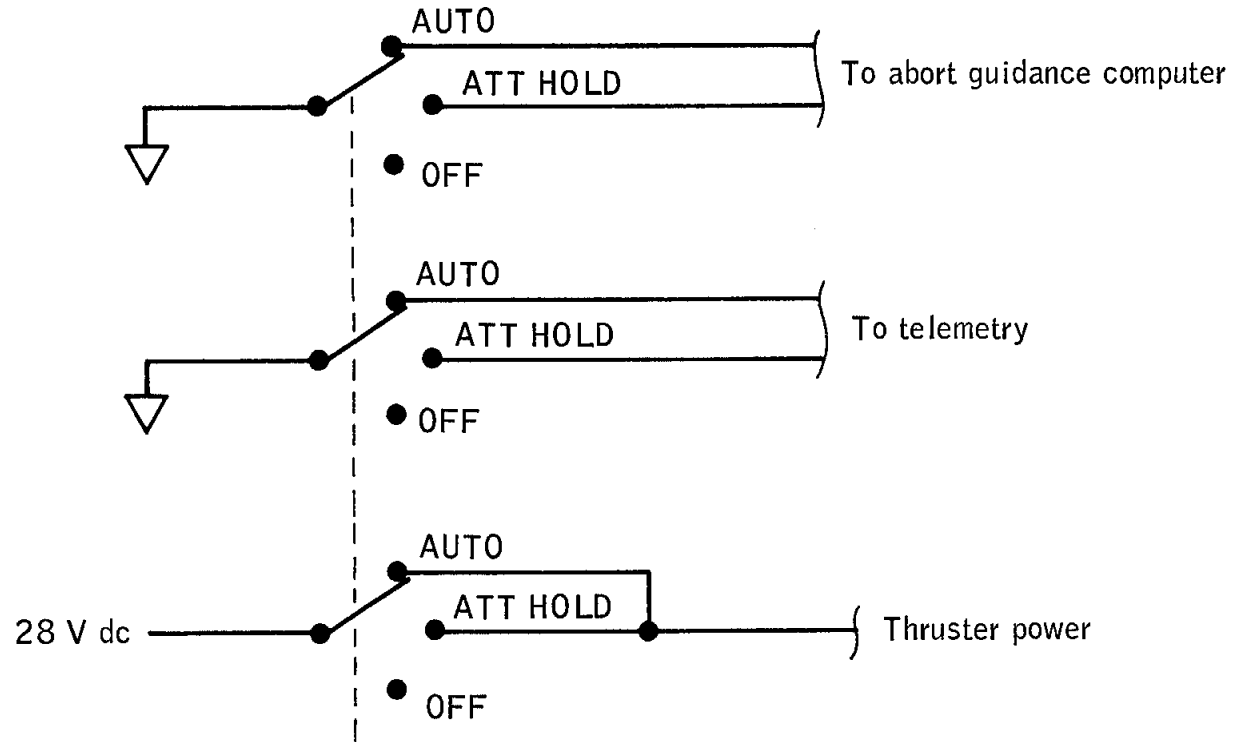 AUTO
ATT HOLD
To abort guidance computer
OFF
AUTO
ATT HOLD
To telemetry
OFF
AUTO
ATT HOLD
28 V dc
Thruster power
OFF